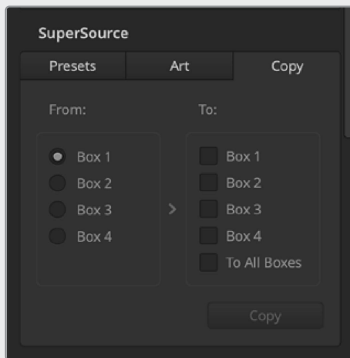 SuperSource
Presets Art Copy
From: To:
Box 1 Box 1
Box 2 Box 2
Box 3 > Box 3
Box 4 Box 4
To All Boxes
Copy